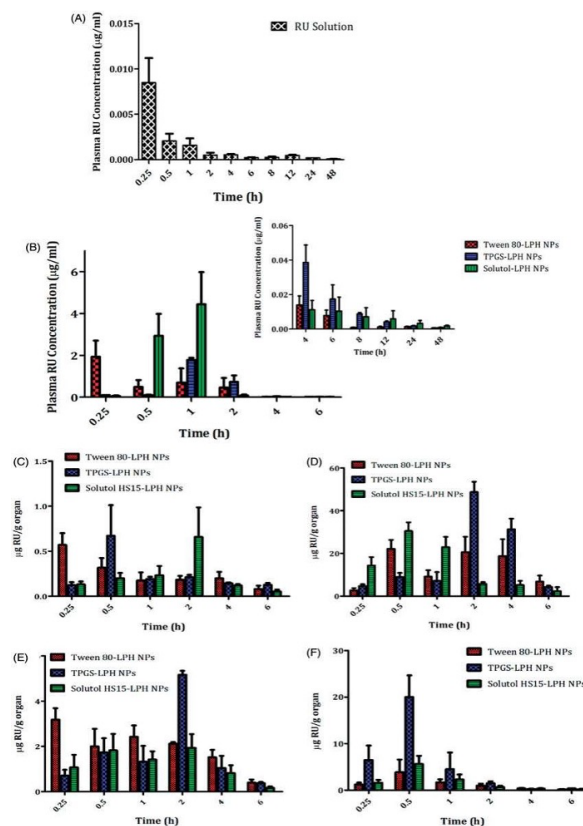 (A)
RU Solution
Plasma RU Concentration (µg/ml)
0.015
0.010
0.005
0.000
0.25 0.5 1 2 4 6 8 12 24 48
Time (h)
(B)
Plasma RU Concentration (µg/ml)
6
4
2
0
0.25 0.5 1 2 4 6
Time (h)
Plasma RU Concentration (µg/ml)
0.06
0.04
0.02
0.00
4 6 8 12 24 48
Time (h)
Tween 80-LPH NPs
TPGS-LPH NPs
Solutol-LPH NPs
(C)
Tween 80-LPH NPs
TPGS-LPH NPs
Solutol HS15-LPH NPs
µg RU/g organ
1.5
1.0
0.5
0.0
0.25 0.5 1 2 4 6
Time (h)
(D)
Tween 80-LPH NPs
TPGS-LPH NPs
Solutol HS15-LPH NPs
µg RU/g organ
60
40
20
0
0.25 0.5 1 2 4 6
Time (h)
(E)
Tween 80-LPH NPs
TPGS-LPH NPs
Solutol HS15-LPH NPs
µg RU/g organ
6
4
2
0
0.25 0.5 1 2 4 6
Time (h)
(F)
Tween 80-LPH NPs
TPGS-LPH NPs
Solutol HS15-LPH NPs
µg RU/g organ
30
20
10
0
0.25 0.5 1 2 4 6
Time (h)